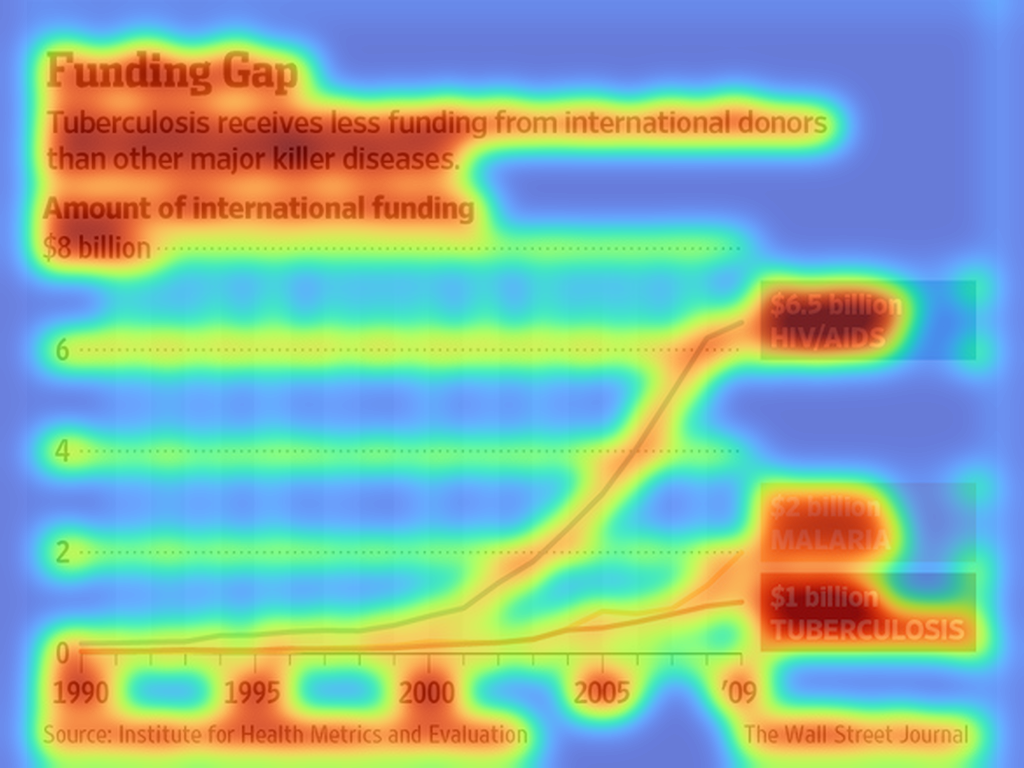 Funding Gap
Tuberculosis receives less funding from international donors
than other major killer diseases.
Amount of international funding
$8 billion
$6.5 billion
HIV/AIDS
6
4
$2 billion
MALARIA
2
$1 billion
TUBERCULOSIS
0
1990 1995 2000 2005 '09
Source: Institute for Health Metrics and Evaluation The Wall Street Journal